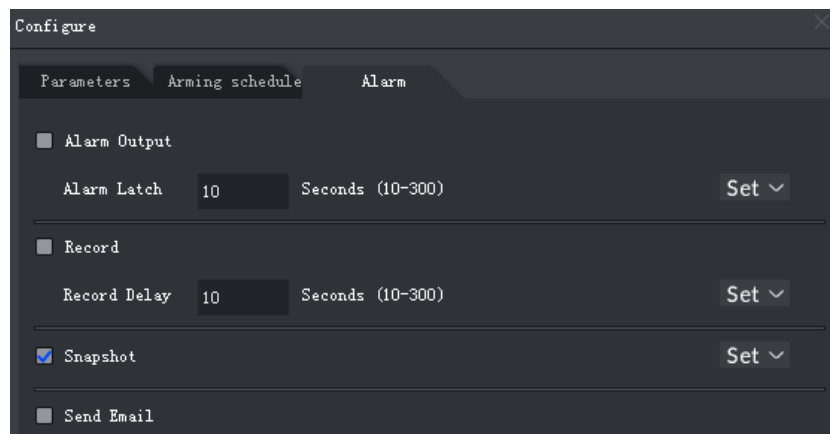 Configure
Parameters Arming schedule Alarm
Alarm Output
Alarm Latch 10 Seconds (10-300) Set
Record
Record Delay 10 Seconds (10-300) Set
Snapshot Set
Send Email